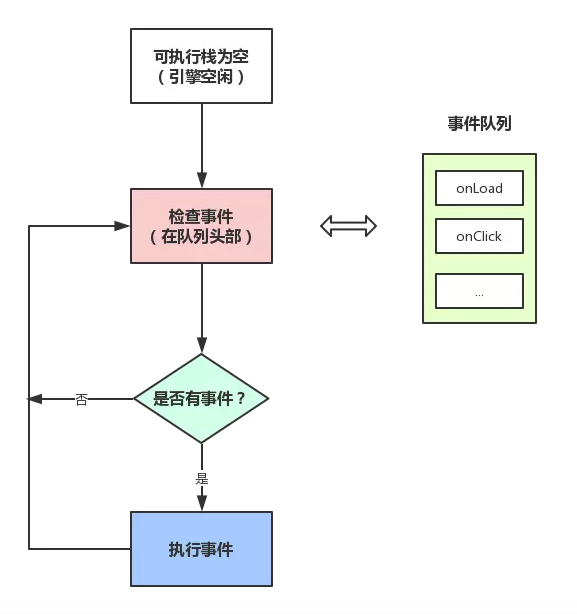 可执行栈为空
（引擎空闲）
事件队列
onLoad
检查事件
（在队列头部）
onClick
...
是否有事件？
否
是
执行事件